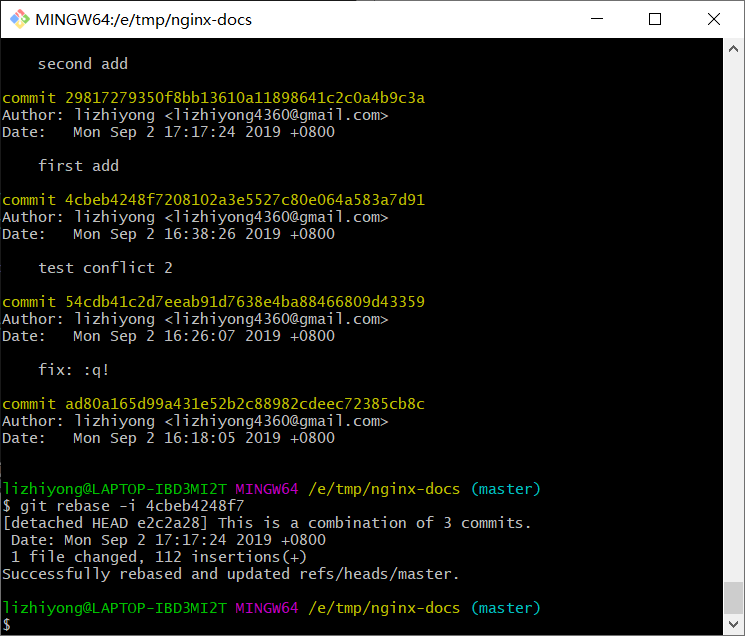 MINGW64:/e/tmp/nginx-docs
second add
commit 29817279350f8bb13610a11898641c2c0a4b9c3a
Author: lizhiyong <lizhiyong4360@gmail.com>
Date:   Mon Sep 2 17:17:24 2019 +0800
first add
commit 4cbeb4248f7208102a3e5527c80e064a583a7d91
Author: lizhiyong <lizhiyong4360@gmail.com>
Date:   Mon Sep 2 16:38:26 2019 +0800
test conflict 2
commit 54cdb41c2d7eeab91d7638e4ba88466809d43359
Author: lizhiyong <lizhiyong4360@gmail.com>
Date:   Mon Sep 2 16:26:07 2019 +0800
fix: :q!
commit ad80a165d99a431e52b2c88982cdeec72385cb8c
Author: lizhiyong <lizhiyong4360@gmail.com>
Date:   Mon Sep 2 16:18:05 2019 +0800
lizhiyong@LAPTOP-IBD3MI2T MINGW64 /e/tmp/nginx-docs (master)
$ git rebase -i 4cbeb4248f7
[detached HEAD e2c2a28] This is a combination of 3 commits.
Date: Mon Sep 2 17:17:24 2019 +0800
1 file changed, 112 insertions(+)
Successfully rebased and updated refs/heads/master.
lizhiyong@LAPTOP-IBD3MI2T MINGW64 /e/tmp/nginx-docs (master)
$